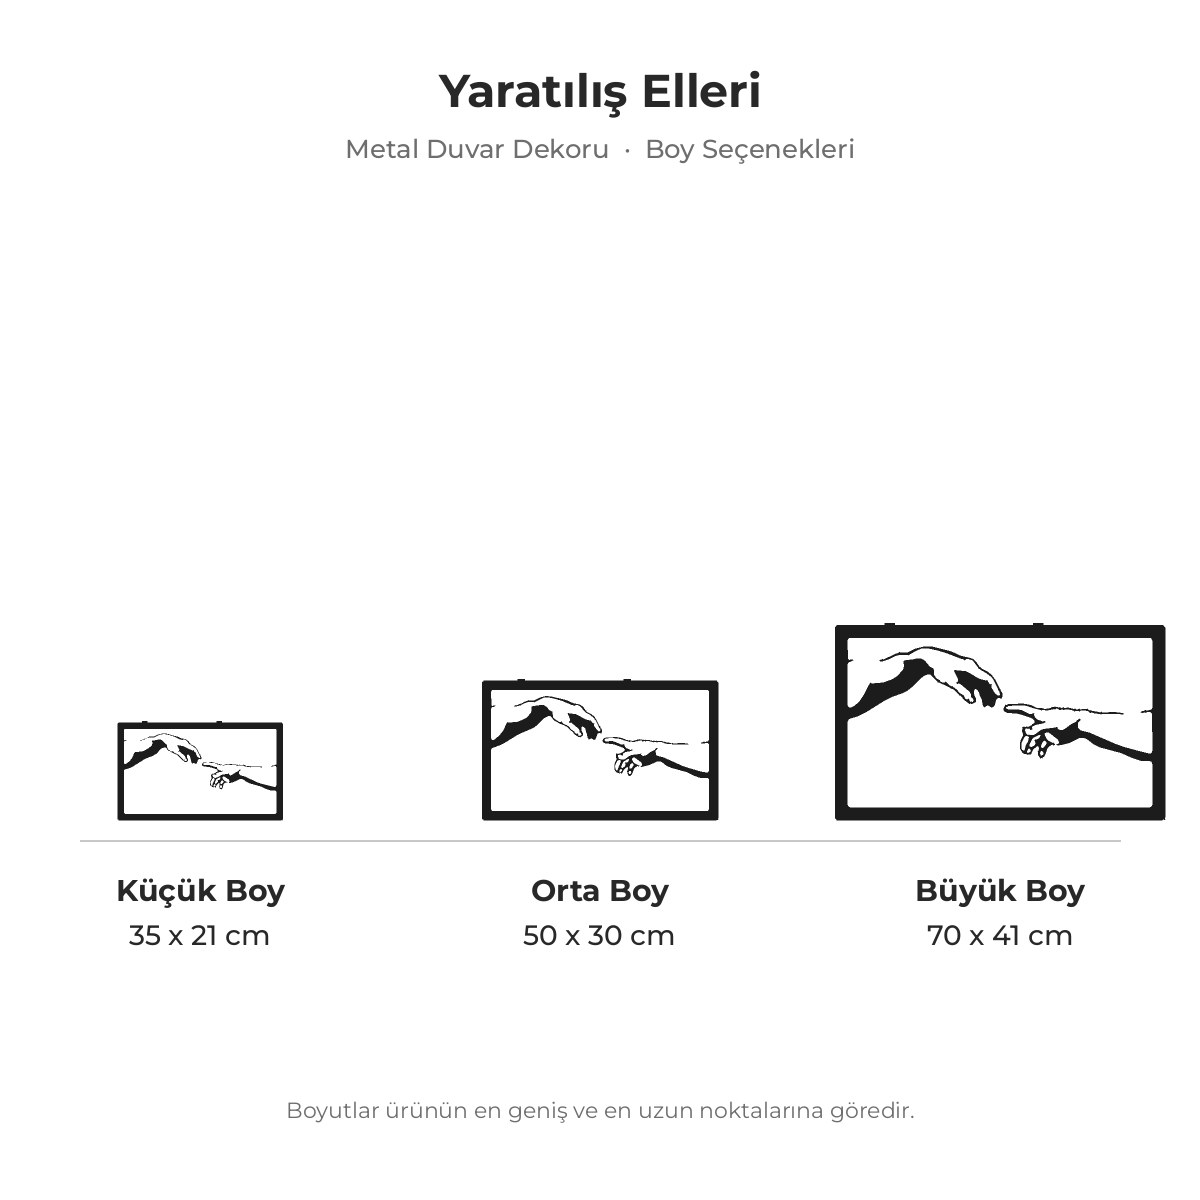 Yaratılış Elleri
Metal Duvar Dekoru · Boy Seçenekleri
Küçük Boy
35 x 21 cm
Orta Boy
50 x 30 cm
Büyük Boy
70 x 41 cm
Boyutlar ürünün en geniş ve en uzun noktalarına göredir.